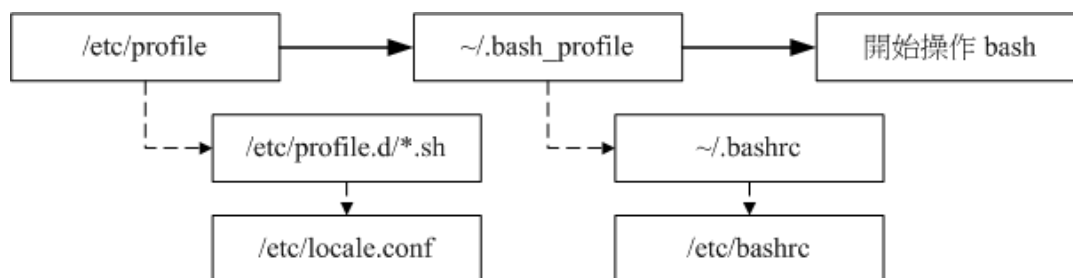 /etc/profile
~/.bash_profile
開始操作 bash
/etc/profile.d/*.sh
~/.bashrc
/etc/locale.conf
/etc/bashrc